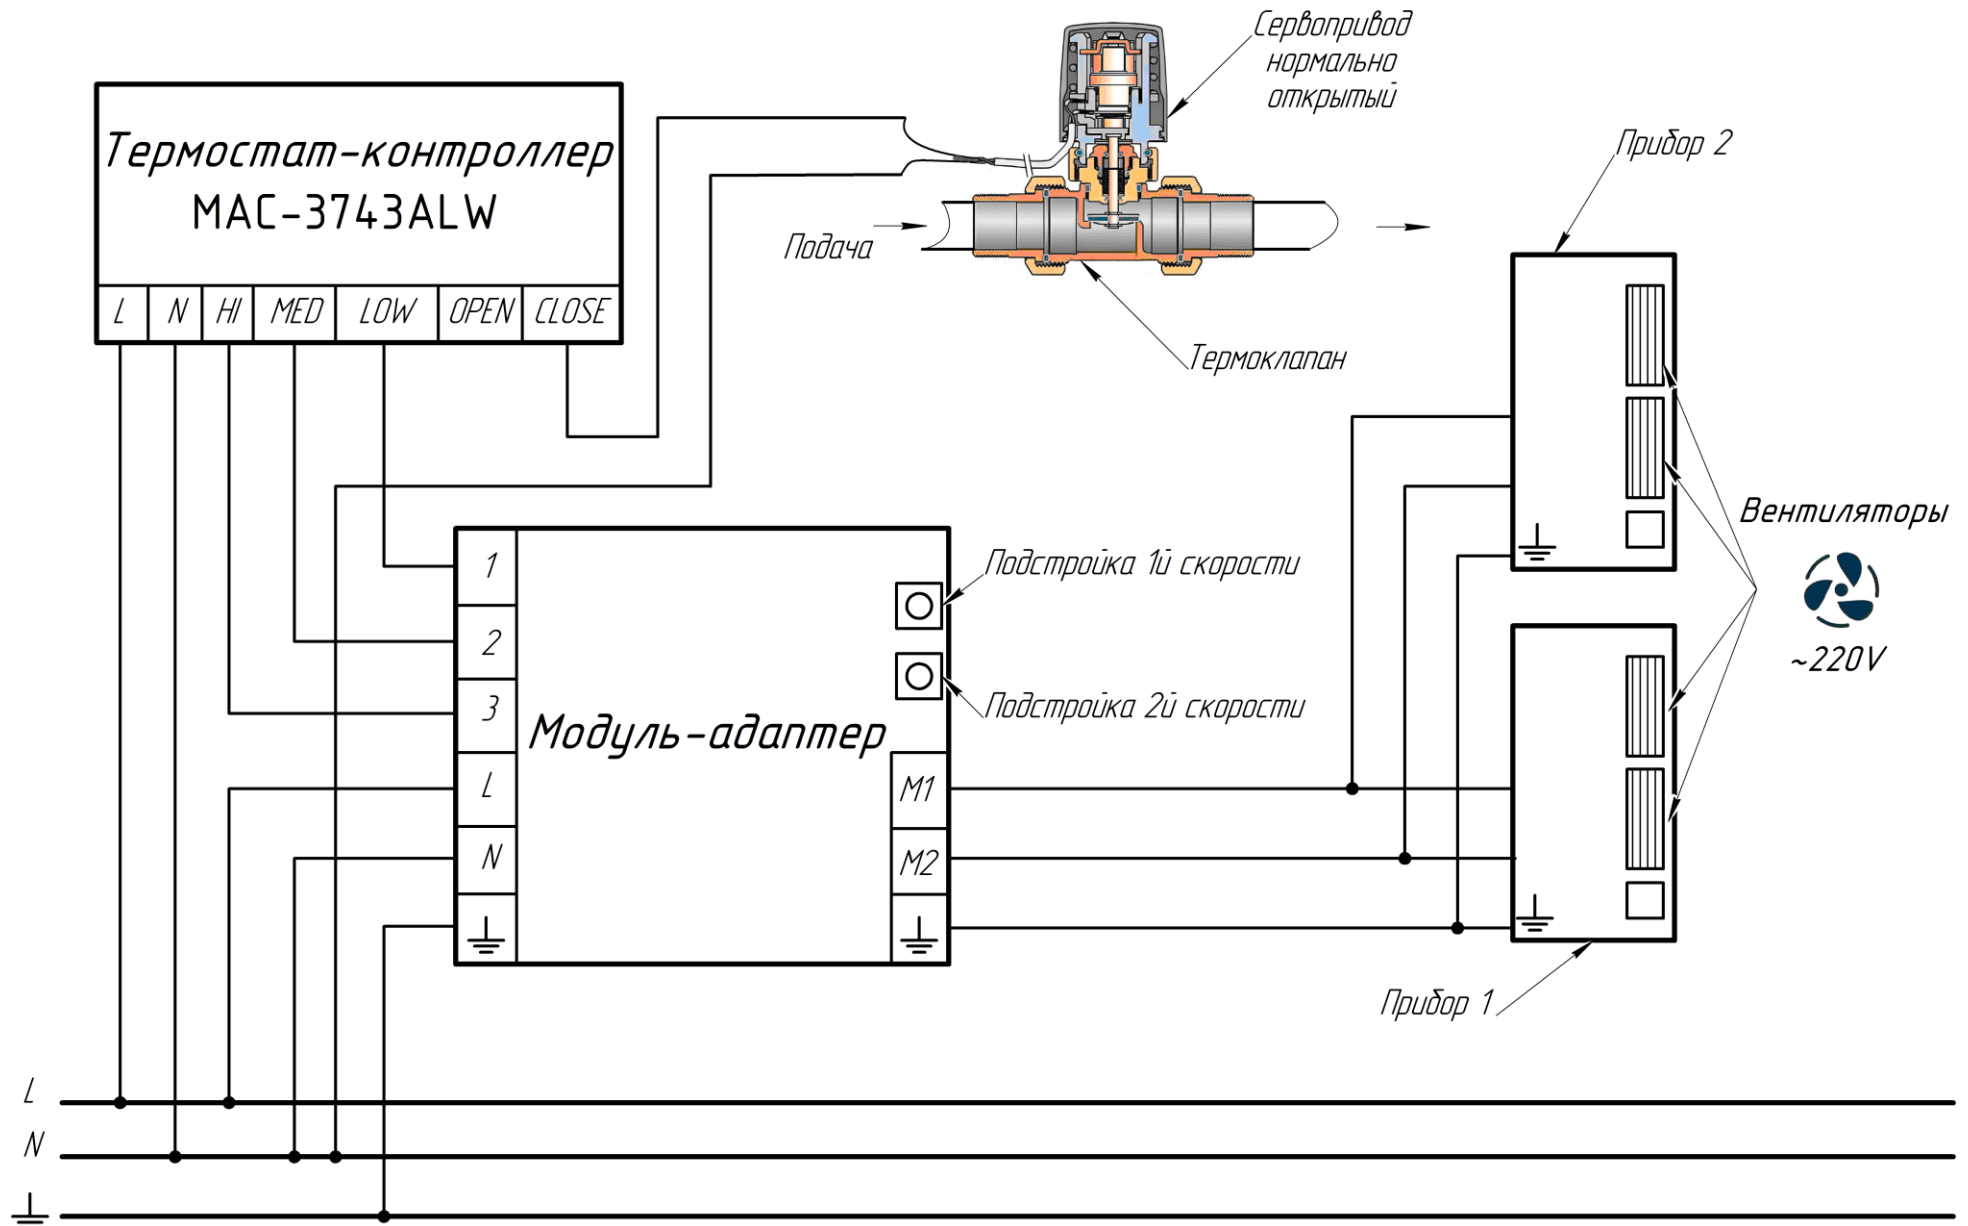 Сервопривод
нормально
открытый
Термостат-контроллер
MAC-3743ALW
L N HI MED LOW OPEN CLOSE
Прибор 2
Подача
Термоклапан
Вентиляторы
~220V
1
2
3
L
N
Модуль-адаптер
Подстройка 1й скорости
Подстройка 2й скорости
M1
M2
Прибор 1
L
N